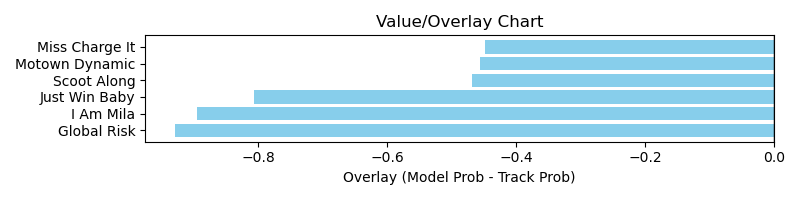 Value/Overlay Chart
Miss Charge It
Motown Dynamic
Scoot Along
Just Win Baby
I Am Mila
Global Risk
−0.8 −0.6 −0.4 −0.2 0.0
Overlay (Model Prob - Track Prob)